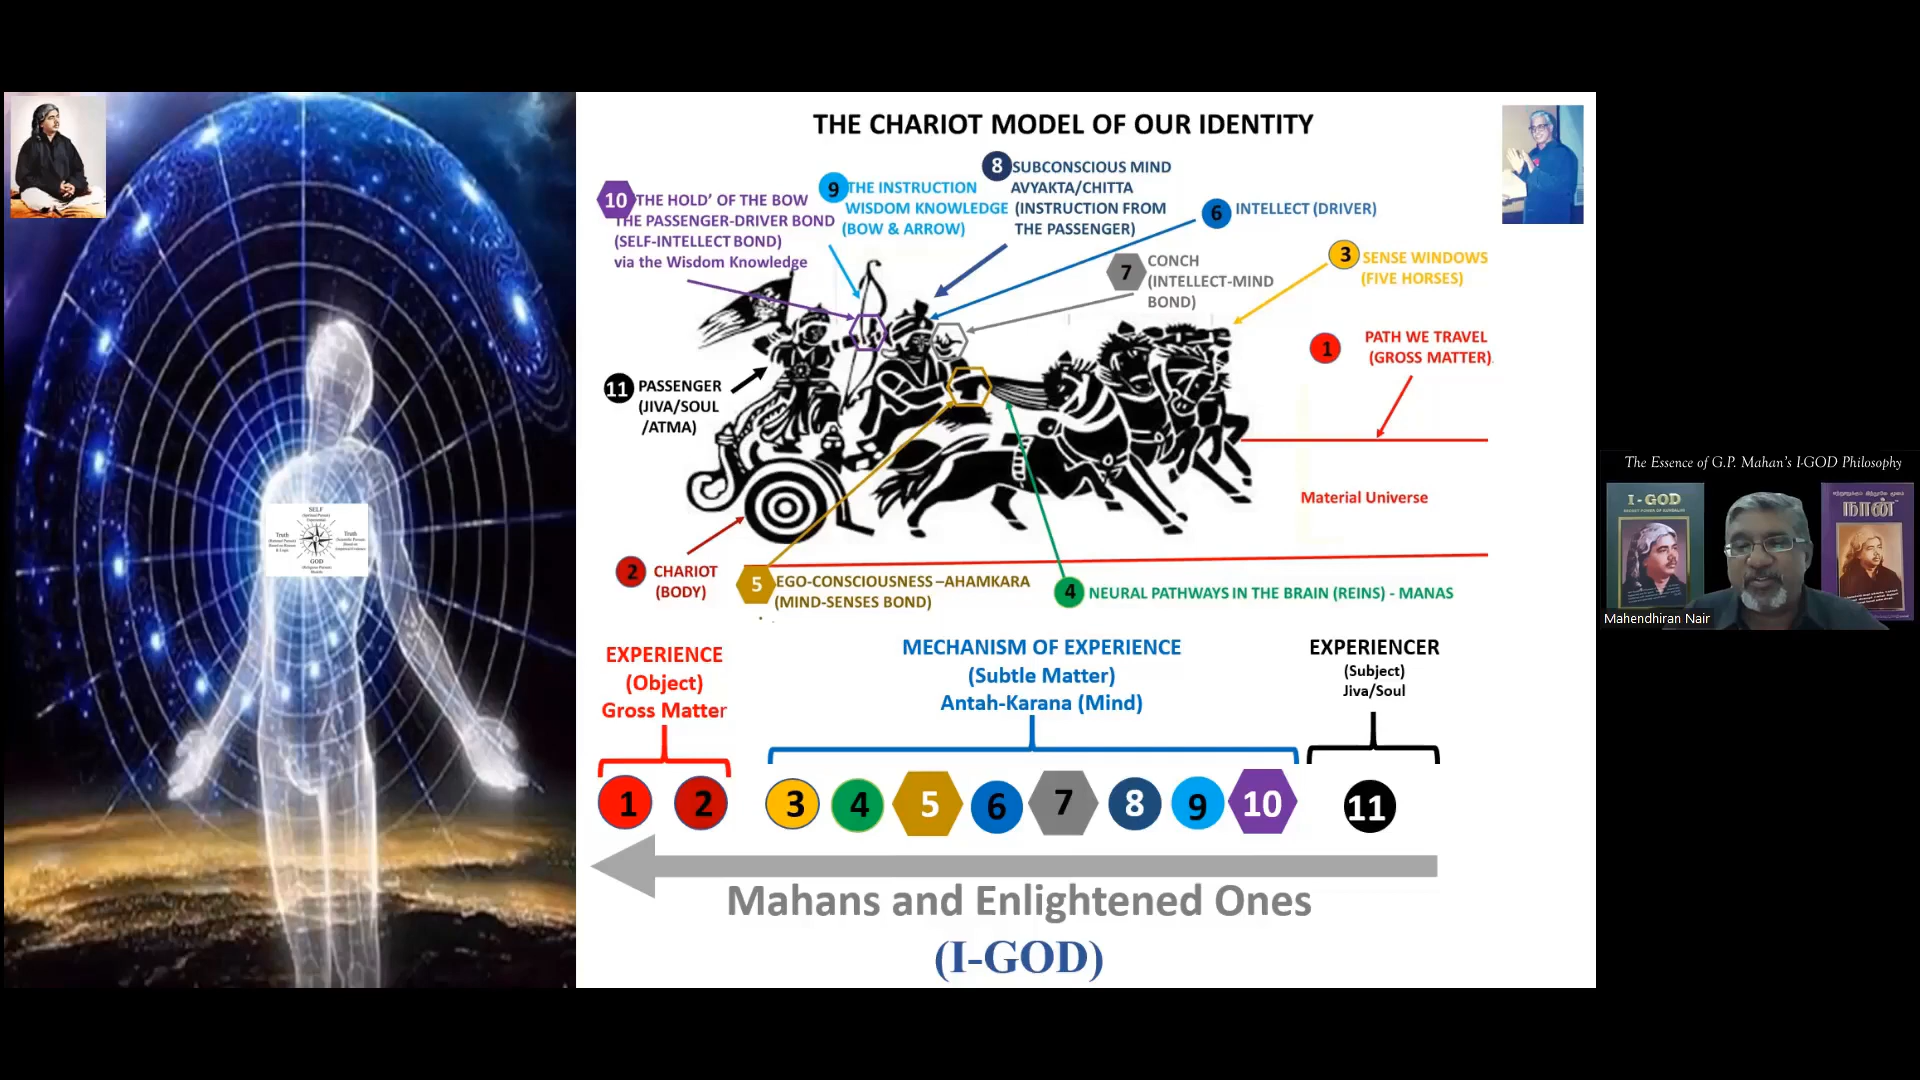 THE CHARIOT MODEL OF OUR IDENTITY
8 SUBCONSCIOUS MIND
AVYAKTA/CHITTA
(INSTRUCTION FROM
THE PASSENGER)
10 'THE HOLD' OF THE BOW
THE PASSENGER-DRIVER BOND
(SELF-INTELLECT BOND)
via the Wisdom Knowledge
9 THE INSTRUCTION
WISDOM KNOWLEDGE
(BOW & ARROW)
6 INTELLECT (DRIVER)
7 CONCH
(INTELLECT-MIND
BOND)
3 SENSE WINDOWS
(FIVE HORSES)
1 PATH WE TRAVEL
(GROSS MATTER)
11 PASSENGER
(JIVA/SOUL
/ATMA)
Material Universe
2 CHARIOT
(BODY)
5 EGO-CONSCIOUSNESS –AHAMKARA
(MIND-SENSES BOND)
4 NEURAL PATHWAYS IN THE BRAIN (REINS) - MANAS
EXPERIENCE
(Object)
Gross Matter
MECHANISM OF EXPERIENCE
(Subtle Matter)
Antah-Karana (Mind)
EXPERIENCER
(Subject)
Jiva/Soul
1 2 3 4 5 6 7 8 9 10 11
Mahans and Enlightened Ones
(I-GOD)
SELF
Truth
Truth
GOD
The Essence of G.P. Mahan's I-GOD Philosophy
I - GOD
நான்
Mahendhiran Nair